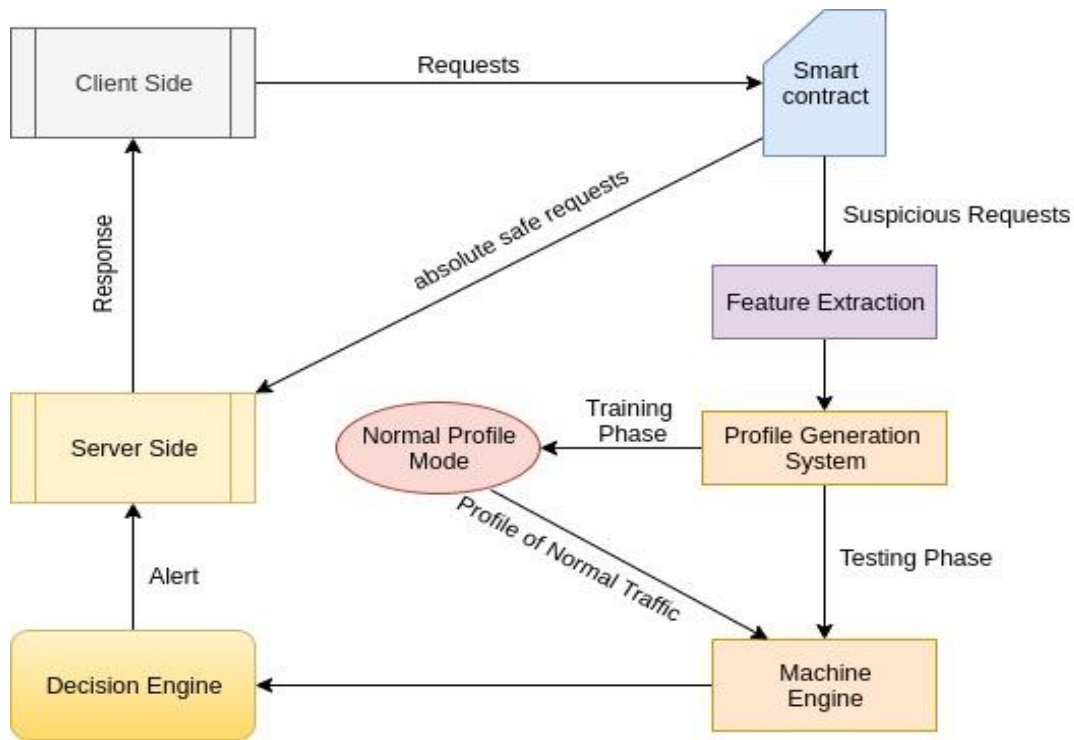 Client Side
Requests
Smart
contract
absolute safe requests
Suspicious Requests
Response
Feature Extraction
Training
Phase
Normal Profile
Mode
Profile Generation
System
Server Side
Profile of Normal Traffic
Testing Phase
Alert
Decision Engine
Machine
Engine